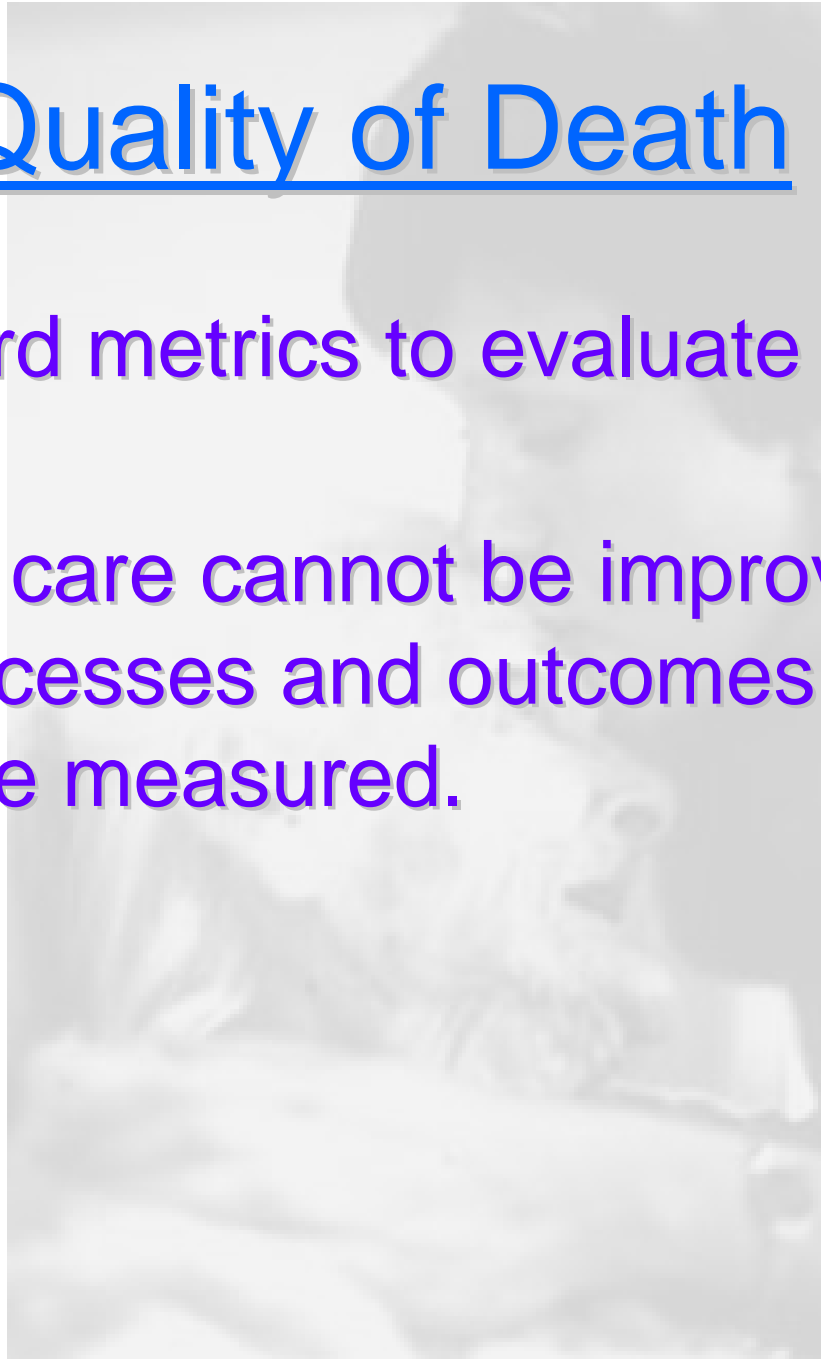 Quality of Death
rd metrics to evaluate
care cannot be improv
cesses and outcomes
e measured.